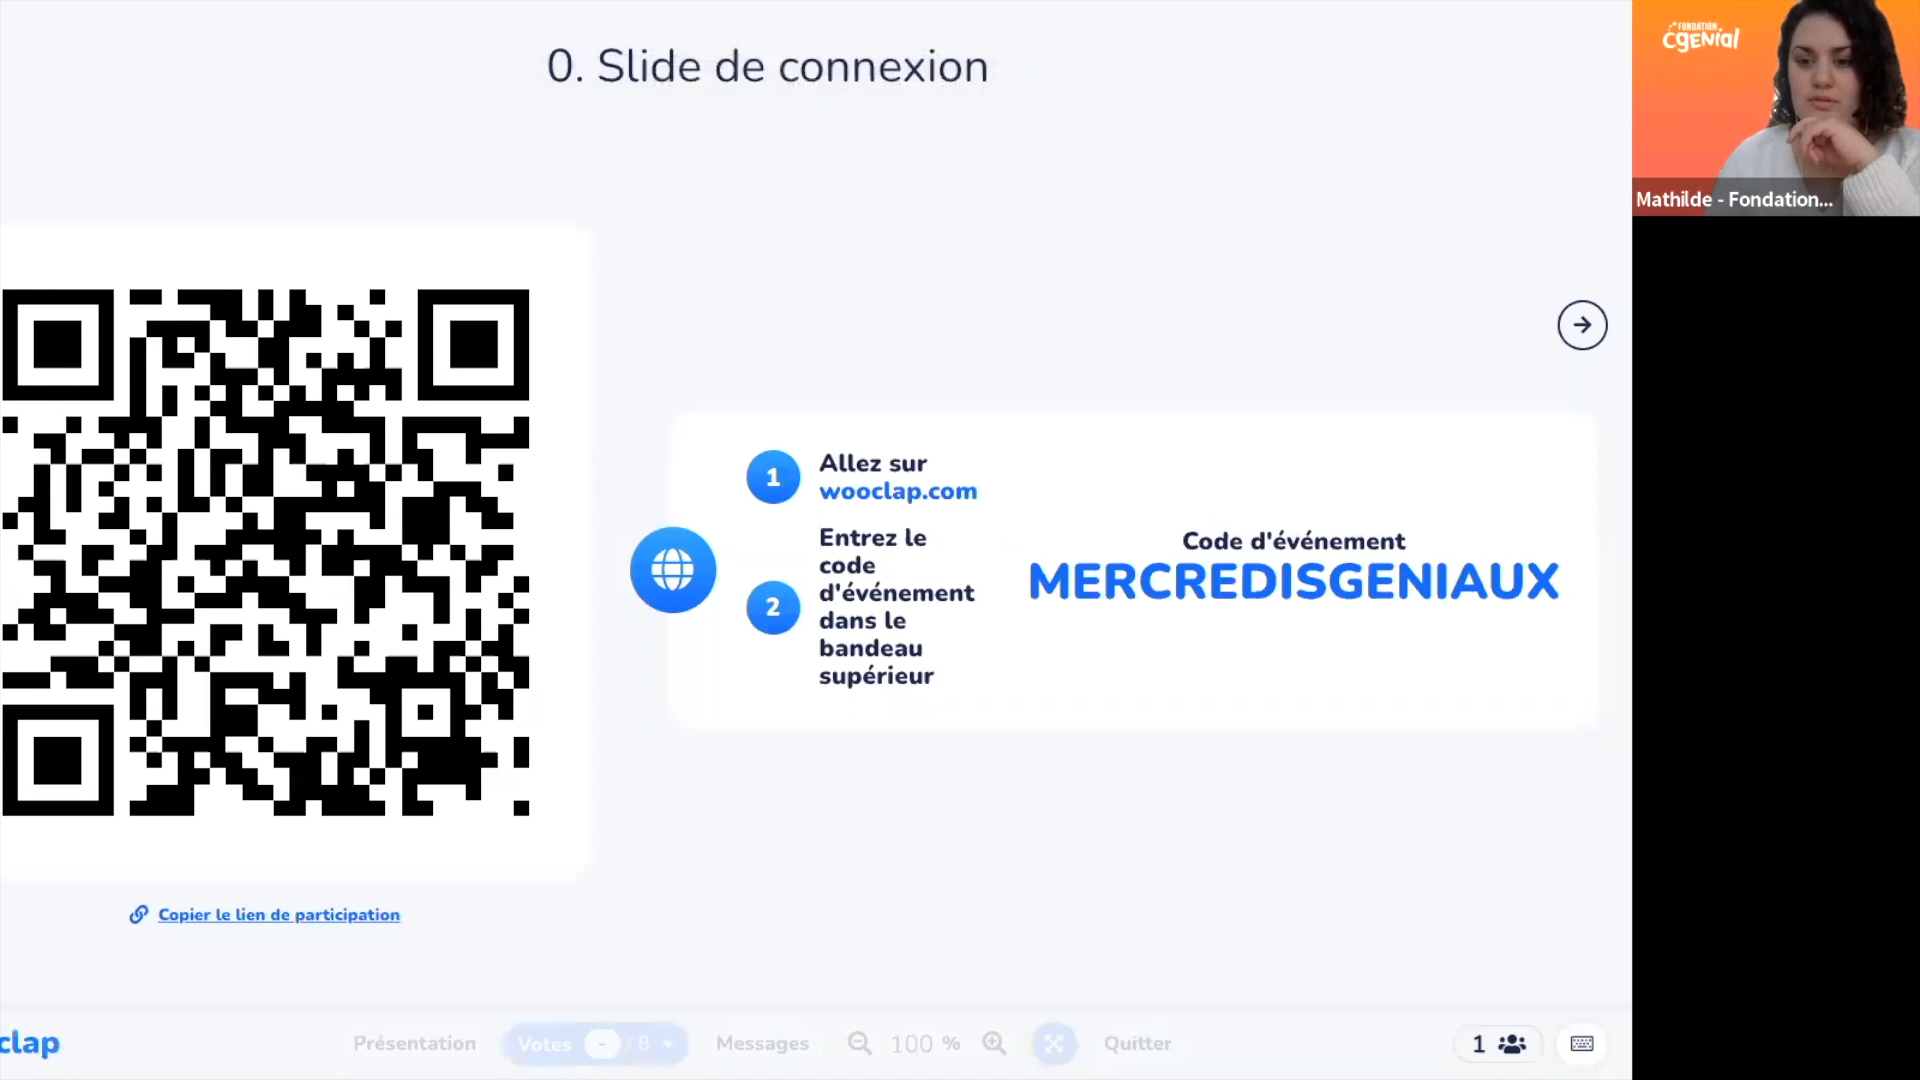 0. Slide de connexion
FONDATION
CGENIAL
Mathilde - Fondation...
1
Allez sur
wooclap.com
2
Entrez le
code
d'événement
dans le
bandeau
supérieur
Code d'événement
MERCREDISGENIAUX
Copier le lien de participation
clap
Présentation
Votes - / 8
Messages
100 %
Quitter
1